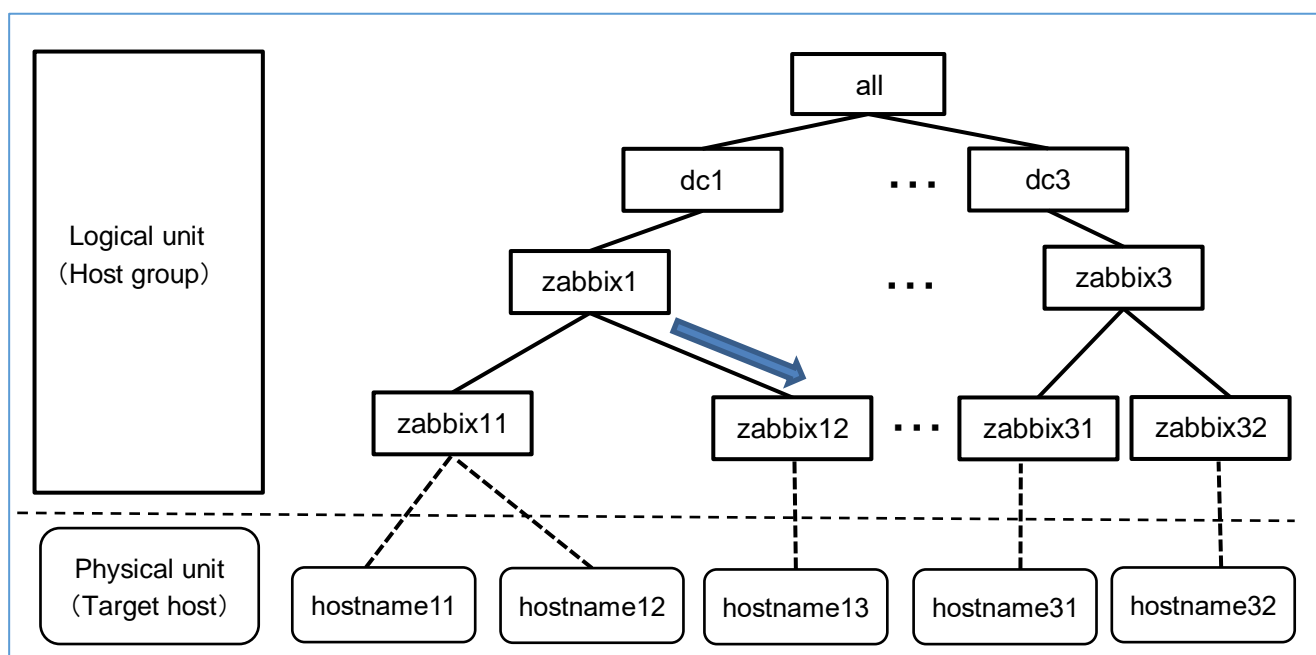 all
dc1
...
dc3
Logical unit
（Host group）
zabbix1
...
zabbix3
zabbix11
zabbix12
...
zabbix31
zabbix32
Physical unit
（Target host）
hostname11
hostname12
hostname13
hostname31
hostname32